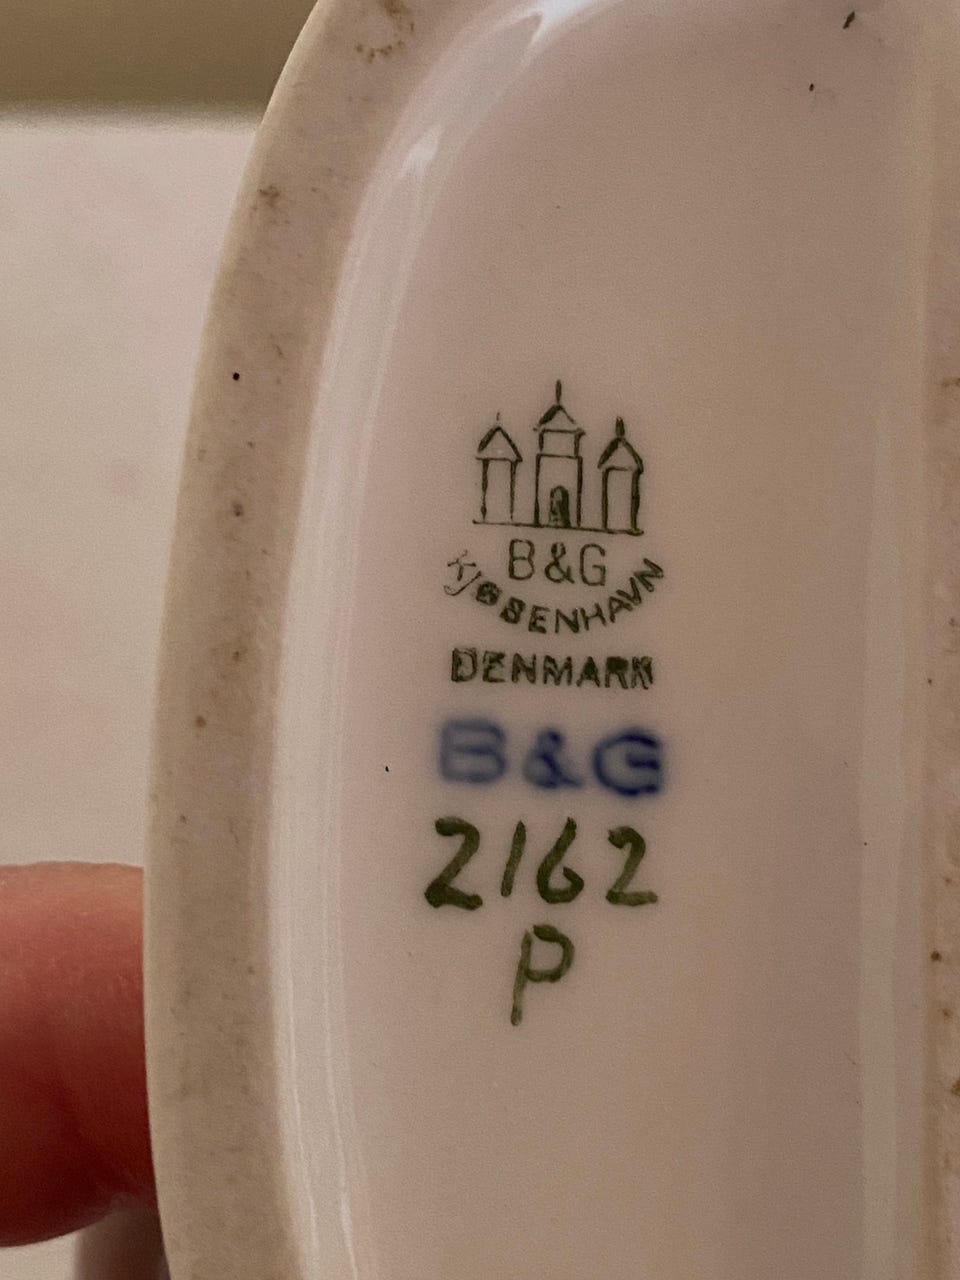 B&G
KJØBENHAVN
DENMARK
B&G
2162
P